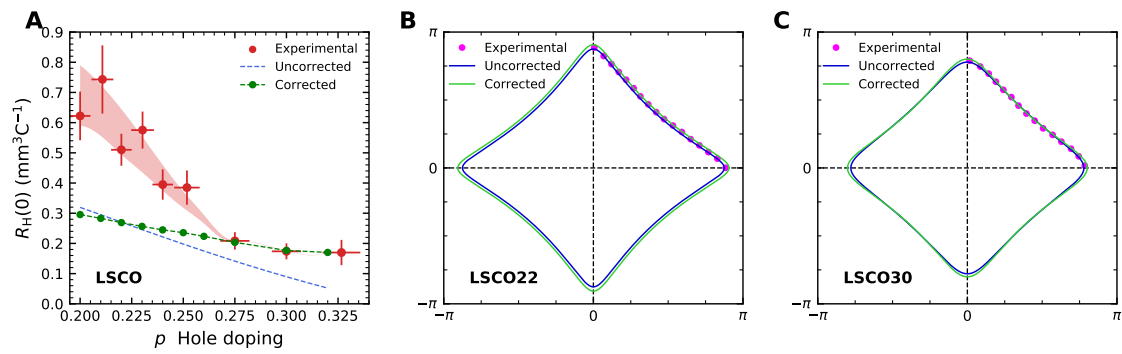 A
R_H(0) (mm³C⁻¹)
0.9
0.8
0.7
0.6
0.5
0.4
0.3
0.2
0.1
0.0
Experimental
Uncorrected
Corrected
LSCO
0.200 0.225 0.250 0.275 0.300 0.325
p Hole doping
B
π
0
-π
Experimental
Uncorrected
Corrected
LSCO22
-π 0 π
C
π
0
-π
Experimental
Uncorrected
Corrected
LSCO30
-π 0 π